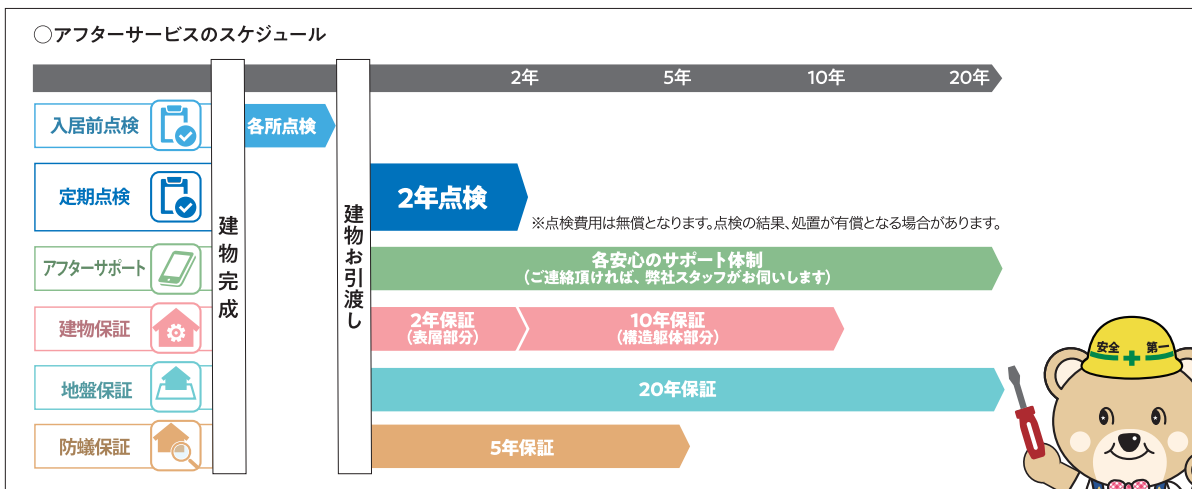 ○アフターサービスのスケジュール
2年 5年 10年 20年
入居前点検
各所点検
定期点検
2年点検
※点検費用は無償となります。点検の結果、処置が有償となる場合があります。
建物完成
建物お引渡し
アフターサポート
各安心のサポート体制
(ご連絡頂ければ、弊社スタッフがお伺いします)
建物保証
2年保証
(表層部分)
10年保証
(構造躯体部分)
地盤保証
20年保証
防蟻保証
5年保証
安全 第一